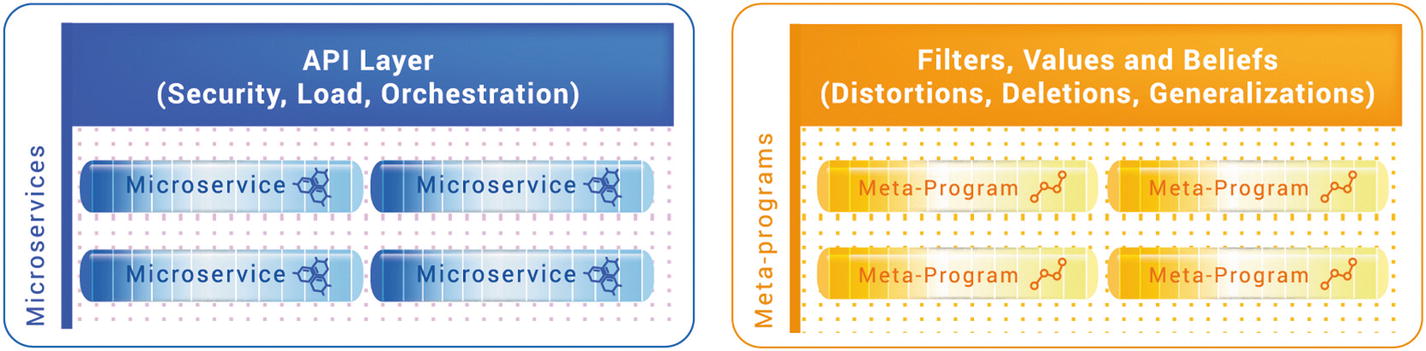 Microservices
API Layer
(Security, Load, Orchestration)
Microservice
Microservice
Microservice
Microservice
Meta-programs
Filters, Values and Beliefs
(Distortions, Deletions, Generalizations)
Meta-Program
Meta-Program
Meta-Program
Meta-Program